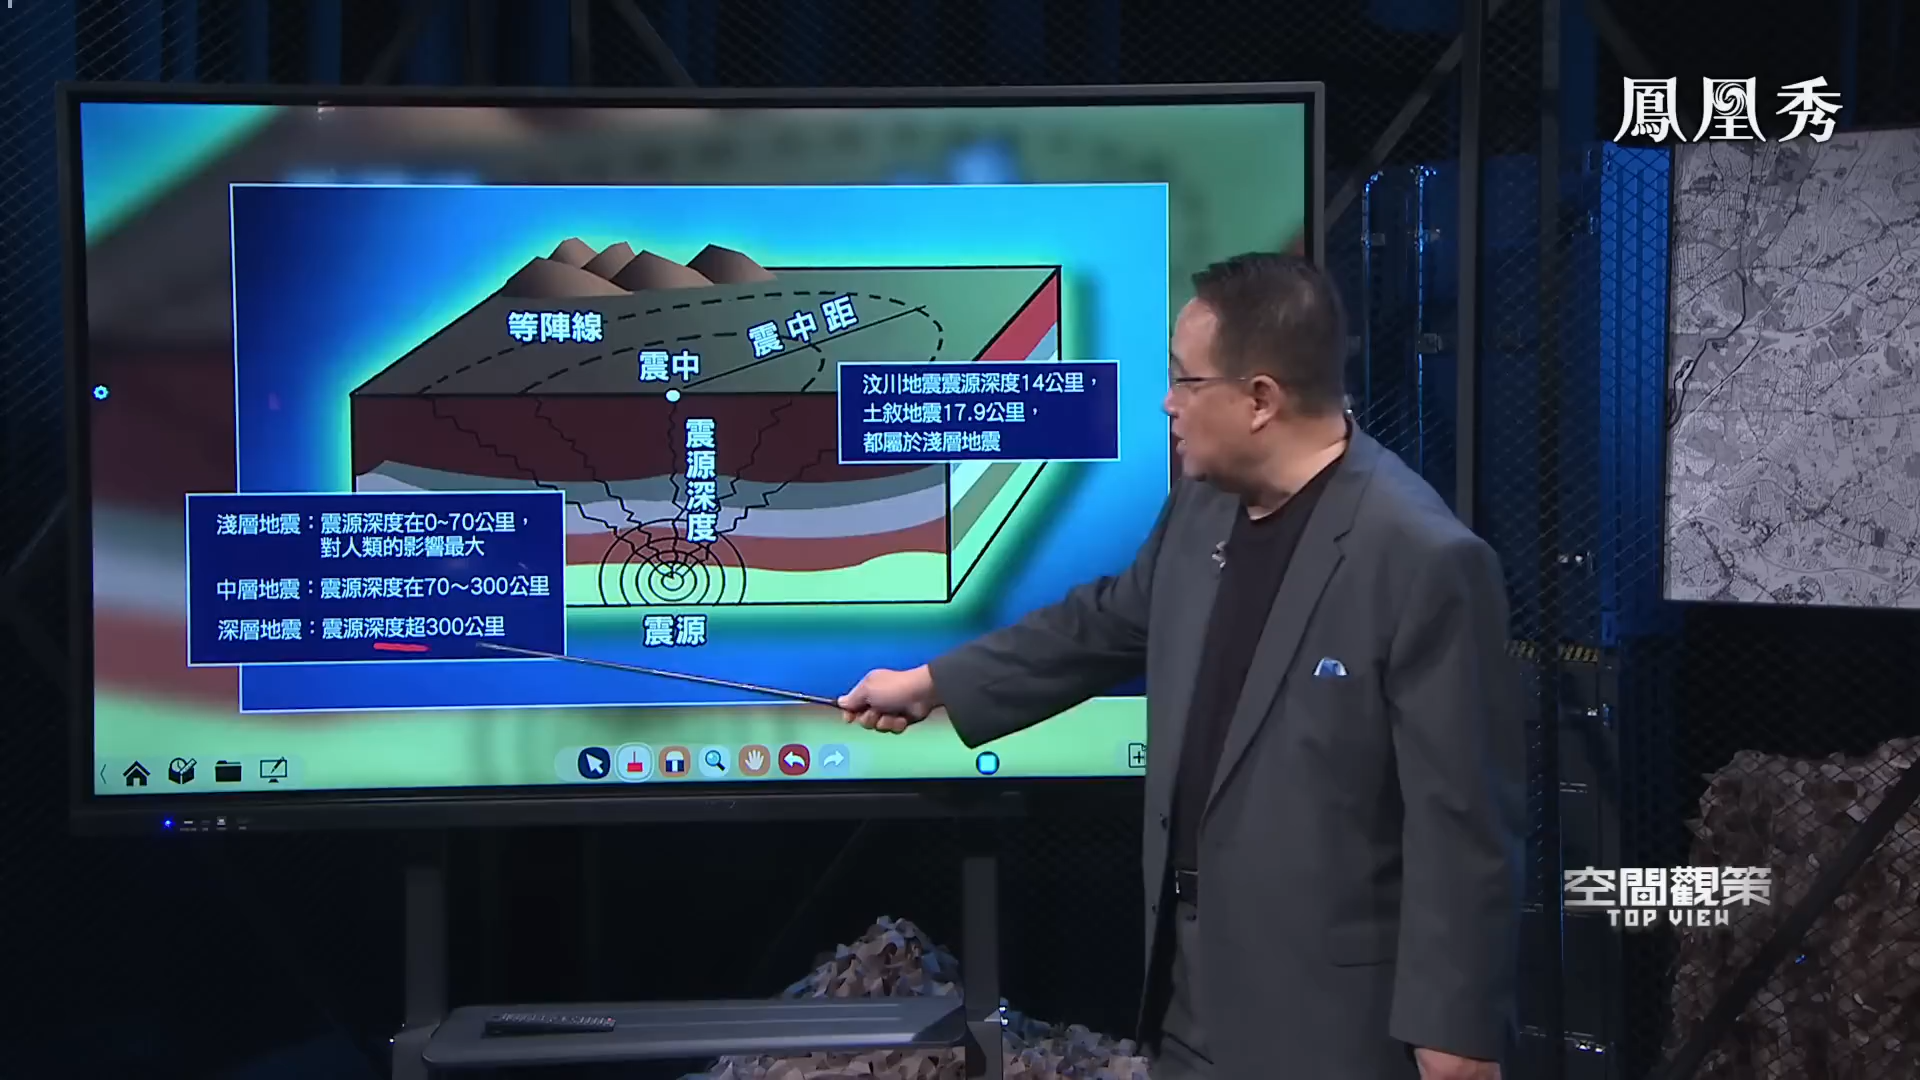 鳳凰秀
等陣線
震中距
震中
汶川地震震源深度14公里，
土敘地震17.9公里，
都屬於淺層地震
震源深度
淺層地震：震源深度在0~70公里，
對人類的影響最大
中層地震：震源深度在70～300公里
深層地震：震源深度超300公里
震源
空間觀策
TOP VIEW